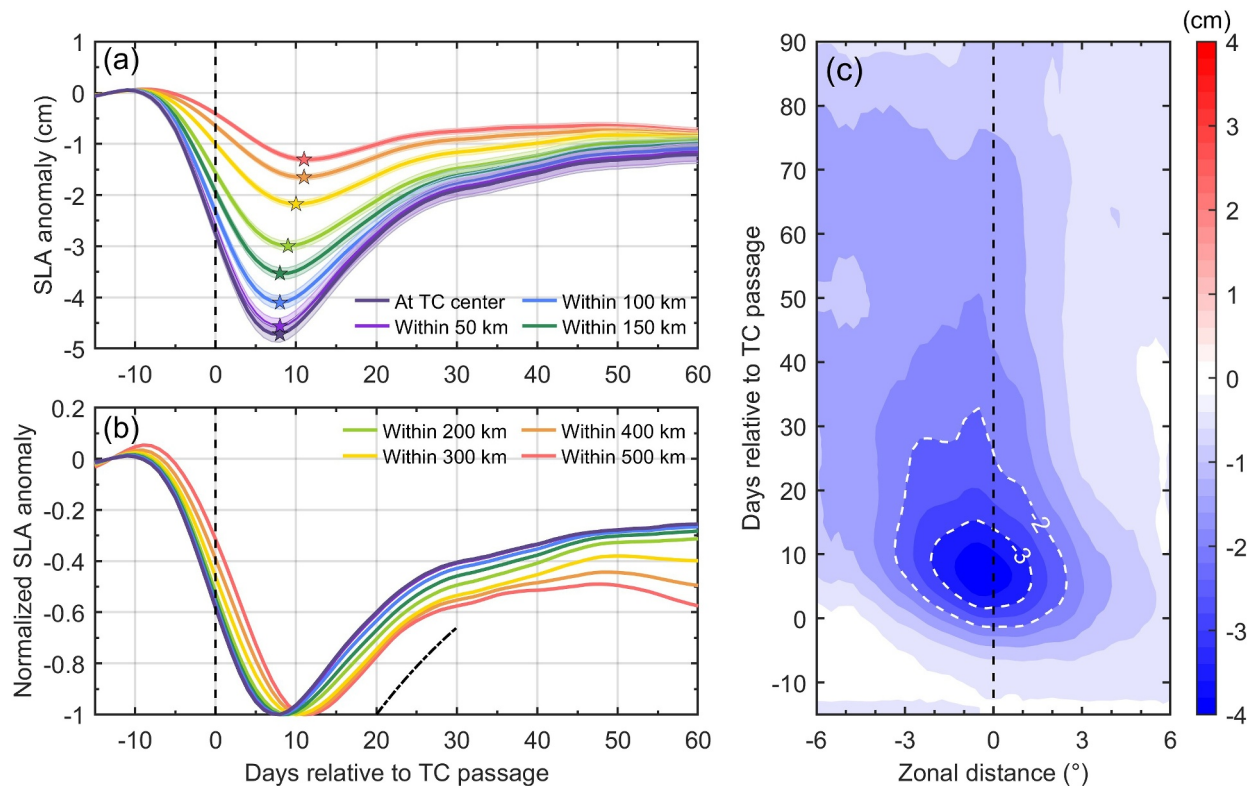 (a)
SLA anomaly (cm)
1
0
-1
-2
-3
-4
-5
At TC center
Within 50 km
Within 100 km
Within 150 km
-10 0 10 20 30 40 50 60
(b)
Normalized SLA anomaly
0.2
0
-0.2
-0.4
-0.6
-0.8
-1
Within 200 km
Within 300 km
Within 400 km
Within 500 km
-10 0 10 20 30 40 50 60
Days relative to TC passage
(c)
Days relative to TC passage
90
80
70
60
50
40
30
20
10
0
-10
2
3
-6 -3 0 3 6
Zonal distance (°)
(cm)
4
3
2
1
0
-1
-2
-3
-4